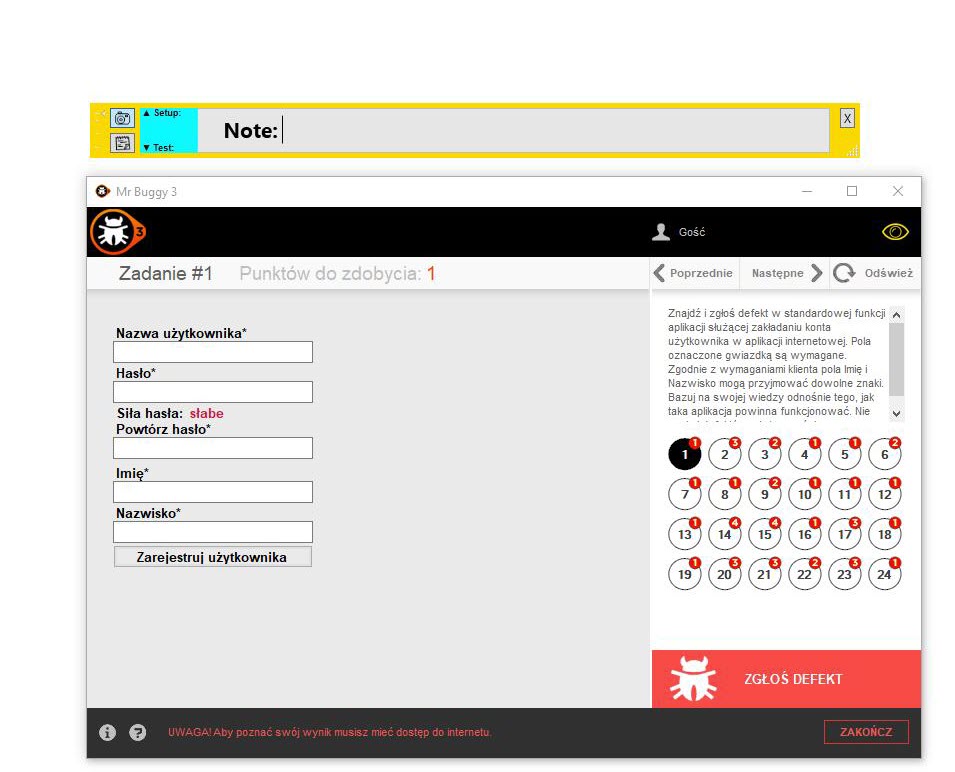 ▲ Setup:
Note:
X
▼ Test:
Mr Buggy 3
3
Gość
Zadanie #1 Punktów do zdobycia: 1
Poprzednie Następne Odśwież
Nazwa użytkownika*
Hasło*
Siła hasła: słabe
Powtórz hasło*
Imię*
Nazwisko*
Zarejestruj użytkownika
Znajdź i zgłoś defekt w standardowej funkcji
aplikacji służącej zakładaniu konta
użytkownika w aplikacji internetowej. Pola
oznaczone gwiazdką są wymagane.
Zgodnie z wymaganiami klienta pola Imię i
Nazwisko mogą przyjmować dowolne znaki.
Bazuj na swojej wiedzy odnośnie tego, jak
taka aplikacja powinna funkcjonować. Nie
1 1 2 3 3 2 4 1 5 1 6 2
7 1 8 1 9 2 10 1 11 1 12 1
13 1 14 4 15 4 16 1 17 3 18 1
19 1 20 3 21 3 22 2 23 3 24 1
ZGŁOŚ DEFEKT
UWAGA! Aby poznać swój wynik musisz mieć dostęp do internetu.
ZAKOŃCZ